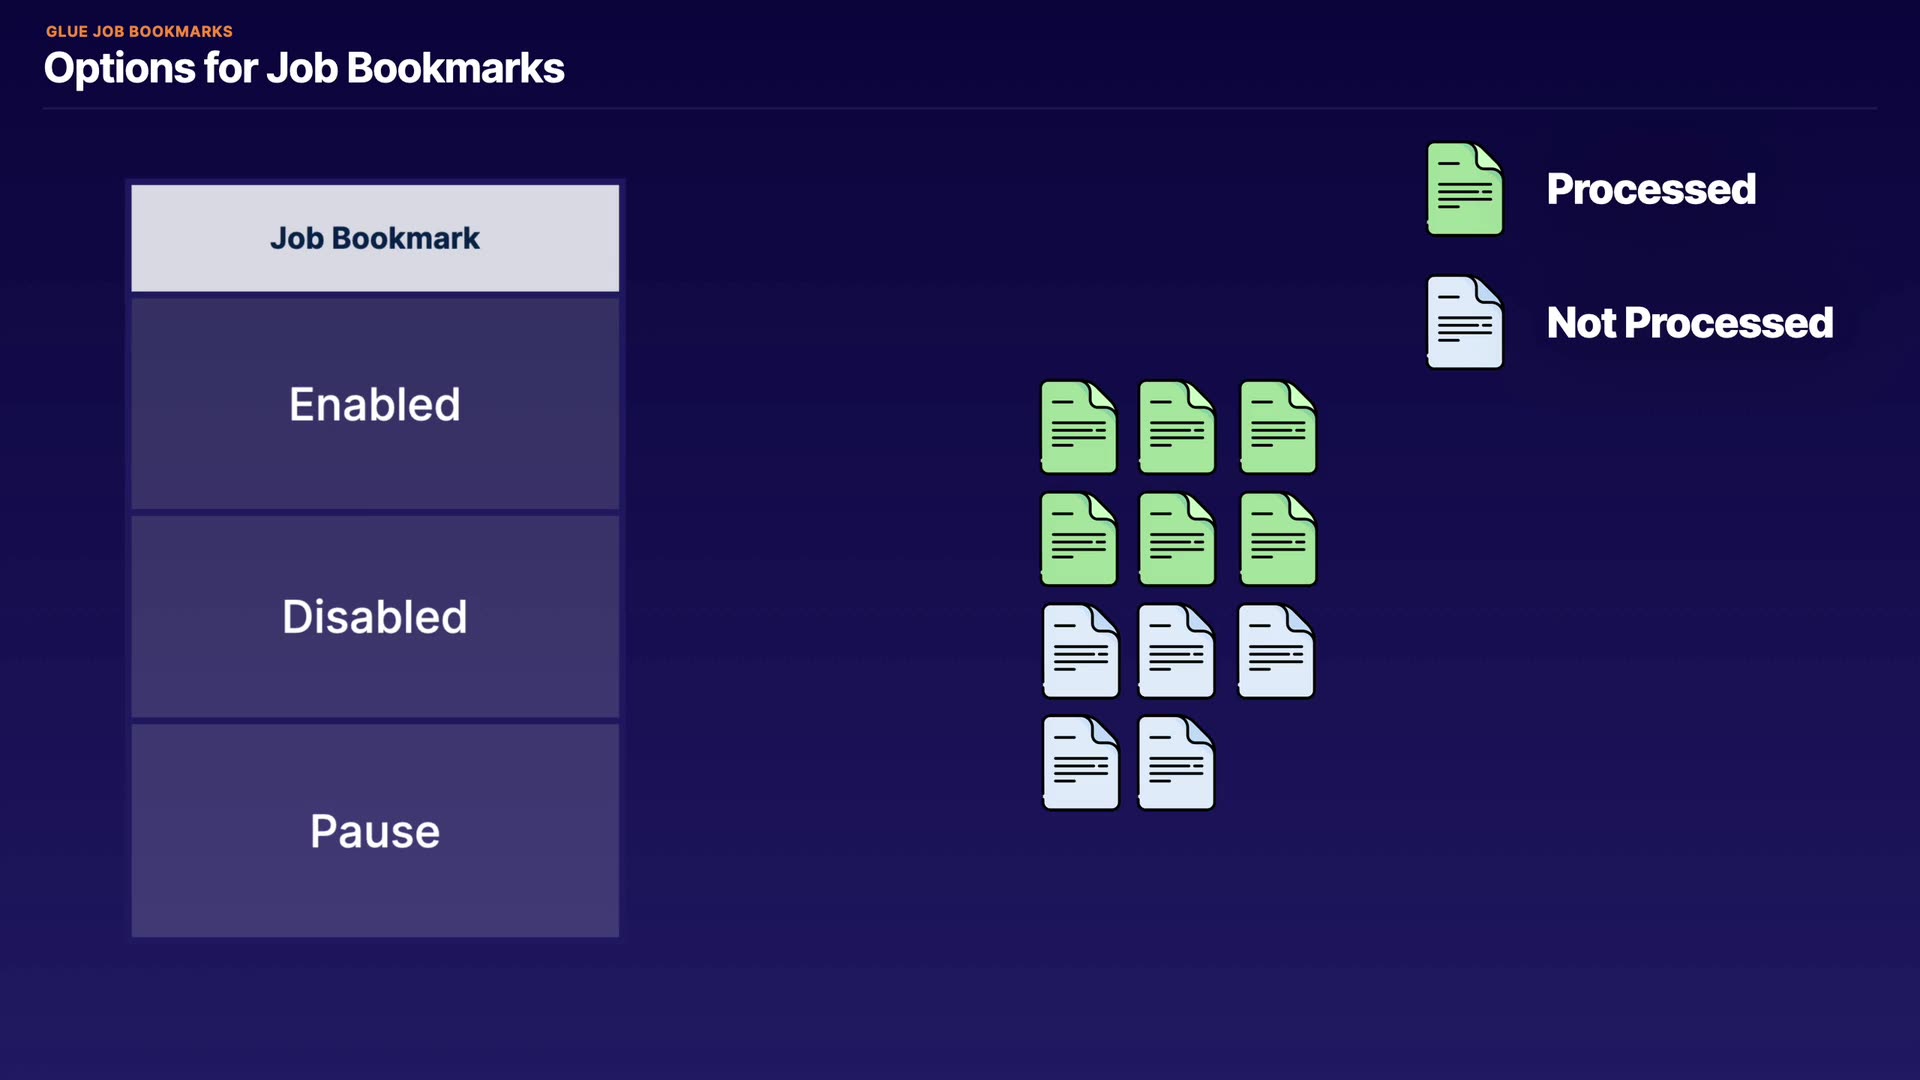 GLUE JOB BOOKMARKS
Options for Job Bookmarks
Job Bookmark
Enabled
Disabled
Pause
Processed
Not Processed